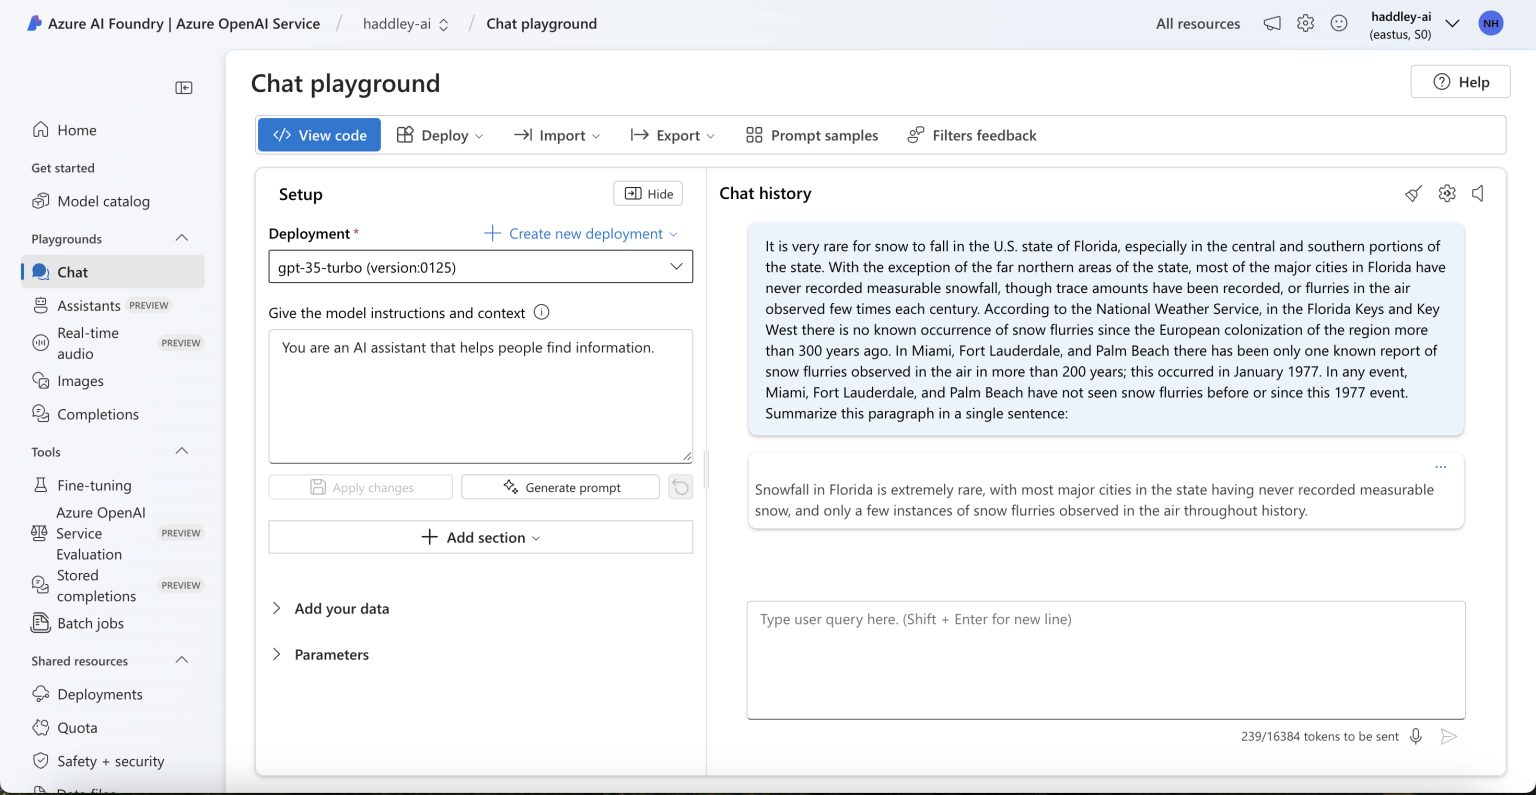 Azure AI Foundry | Azure OpenAI Service / haddley-ai / Chat playground
All resources
haddley-ai
(eastus, S0)
NH
Home
Get started
Model catalog
Playgrounds
Chat
Assistants PREVIEW
Real-time
audio
PREVIEW
Images
Completions
Tools
Fine-tuning
Azure OpenAI
Service
Evaluation
PREVIEW
Stored
completions
PREVIEW
Batch jobs
Shared resources
Deployments
Quota
Safety + security
Data files
Chat playground
Help
View code
Deploy
Import
Export
Prompt samples
Filters feedback
Setup
Hide
Deployment *
Create new deployment
gpt-35-turbo (version:0125)
Give the model instructions and context
You are an AI assistant that helps people find information.
Apply changes
Generate prompt
Add section
Add your data
Parameters
Chat history
It is very rare for snow to fall in the U.S. state of Florida, especially in the central and southern portions of
the state. With the exception of the far northern areas of the state, most of the major cities in Florida have
never recorded measurable snowfall, though trace amounts have been recorded, or flurries in the air
observed few times each century. According to the National Weather Service, in the Florida Keys and Key
West there is no known occurrence of snow flurries since the European colonization of the region more
than 300 years ago. In Miami, Fort Lauderdale, and Palm Beach there has been only one known report of
snow flurries observed in the air in more than 200 years; this occurred in January 1977. In any event,
Miami, Fort Lauderdale, and Palm Beach have not seen snow flurries before or since this 1977 event.
Summarize this paragraph in a single sentence:
Snowfall in Florida is extremely rare, with most major cities in the state having never recorded measurable
snow, and only a few instances of snow flurries observed in the air throughout history.
Type user query here. (Shift + Enter for new line)
239/16384 tokens to be sent